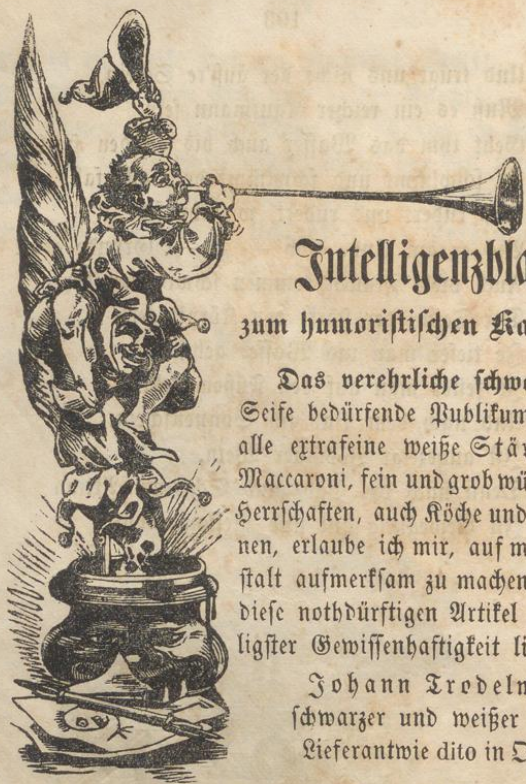 Intelligenzbla
zum humoristischen Ka
Das verehrliche schwa
Seife bedürfende Publikum
alle extrafeine weiße Stär
Maccaroni, fein und grob wü
Herrschaften, auch Köche und
nen, erlaube ich mir, auf m
stalt aufmerksam zu machen
diese nothdürftigen Artikel
ligster Gewissenhaftigkeit li
Johann Trodeln
schwarzer und weißer
Lieferantwie dito in O